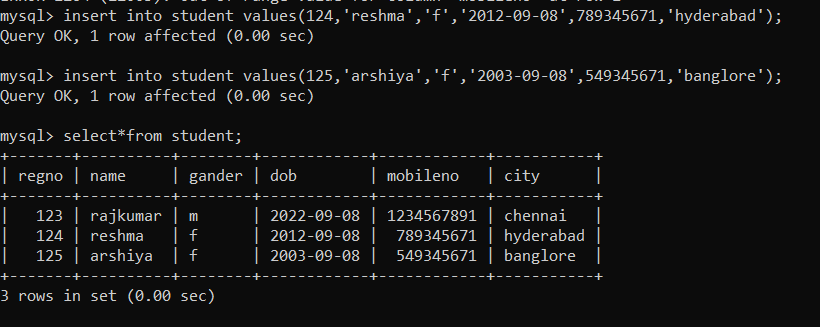 mysql> insert into student values(124,'reshma','f','2012-09-08',789345671,'hyderabad');
Query OK, 1 row affected (0.00 sec)
mysql> insert into student values(125,'arshiya','f','2003-09-08',549345671,'banglore');
Query OK, 1 row affected (0.00 sec)
mysql> select*from student;
+-------+----------+--------+------------+------------+-----------+
| regno | name     | gander | dob        | mobileno   | city      |
+-------+----------+--------+------------+------------+-----------+
|   123 | rajkumar | m      | 2022-09-08 | 1234567891 | chennai   |
|   124 | reshma   | f      | 2012-09-08 |  789345671 | hyderabad |
|   125 | arshiya  | f      | 2003-09-08 |  549345671 | banglore  |
+-------+----------+--------+------------+------------+-----------+
3 rows in set (0.00 sec)